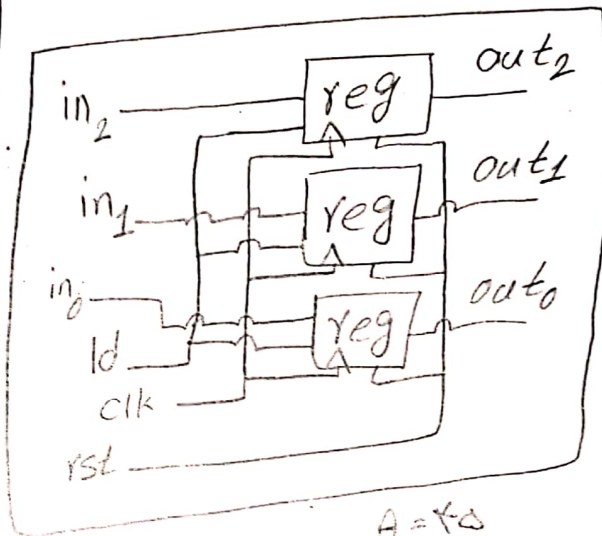 in₂ reg out₂
in₁ reg out₁
in₀ reg out₀
ld
clk
rst